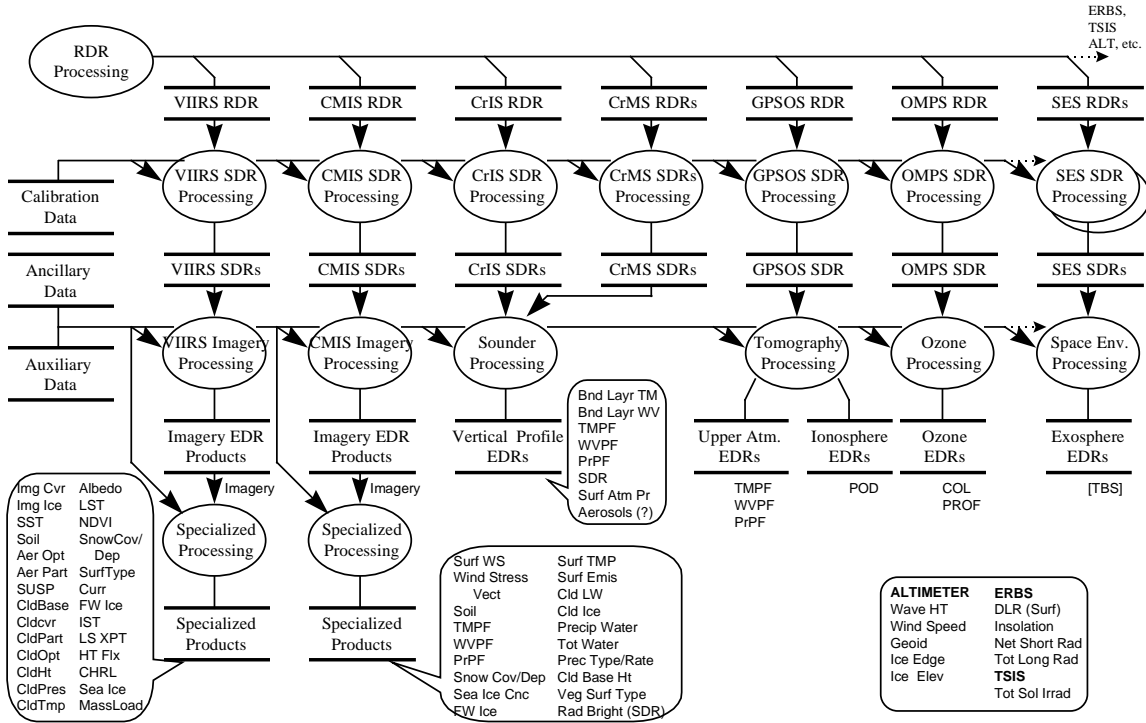 ERBS,
TSIS
ALT, etc.
RDR
Processing
VIIRS RDR
CMIS RDR
CrIS RDR
CrMS RDRs
GPSOS RDR
OMPS RDR
SES RDRs
Calibration
Data
VIIRS SDR
Processing
CMIS SDR
Processing
CrIS SDR
Processing
CrMS SDRs
Processing
GPSOS SDR
Processing
OMPS SDR
Processing
SES SDR
Processing
Ancillary
Data
VIIRS SDRs
CMIS SDRs
CrIS SDRs
CrMS SDRs
GPSOS SDR
OMPS SDR
SES SDRs
Auxiliary
Data
VIIRS Imagery
Processing
CMIS Imagery
Processing
Sounder
Processing
Tomography
Processing
Ozone
Processing
Space Env.
Processing
Imagery EDR
Products
Imagery EDR
Products
Vertical Profile
EDRs
Bnd Layr TM
Bnd Layr WV
TMPF
WVPF
PrPF
SDR
Surf Atm Pr
Aerosols (?)
Upper Atm.
EDRs
TMPF
WVPF
PrPF
Ionosphere
EDRs
POD
Ozone
EDRs
COL
PROF
Exosphere
EDRs
[TBS]
Imagery
Imagery
Specialized
Processing
Specialized
Processing
Specialized
Products
Specialized
Products
Img Cvr Albedo
Img Ice LST
SST NDVI
Soil SnowCov/
Aer Opt Dep
Aer Part SurfType
SUSP Curr
CldBase FW Ice
Cldcvr IST
CldPart LS XPT
CldOpt HT Flx
CldHt CHRL
CldPres Sea Ice
CldTmp MassLoad
Surf WS Surf TMP
Wind Stress Surf Emis
Vect Cld LW
Soil Cld Ice
TMPF Precip Water
WVPF Tot Water
PrPF Prec Type/Rate
Snow Cov/Dep Cld Base Ht
Sea Ice Cnc Veg Surf Type
FW Ice Rad Bright (SDR)
ALTIMETER ERBS
Wave HT DLR (Surf)
Wind Speed Insolation
Geoid Net Short Rad
Ice Edge Tot Long Rad
Ice Elev TSIS
Tot Sol Irrad